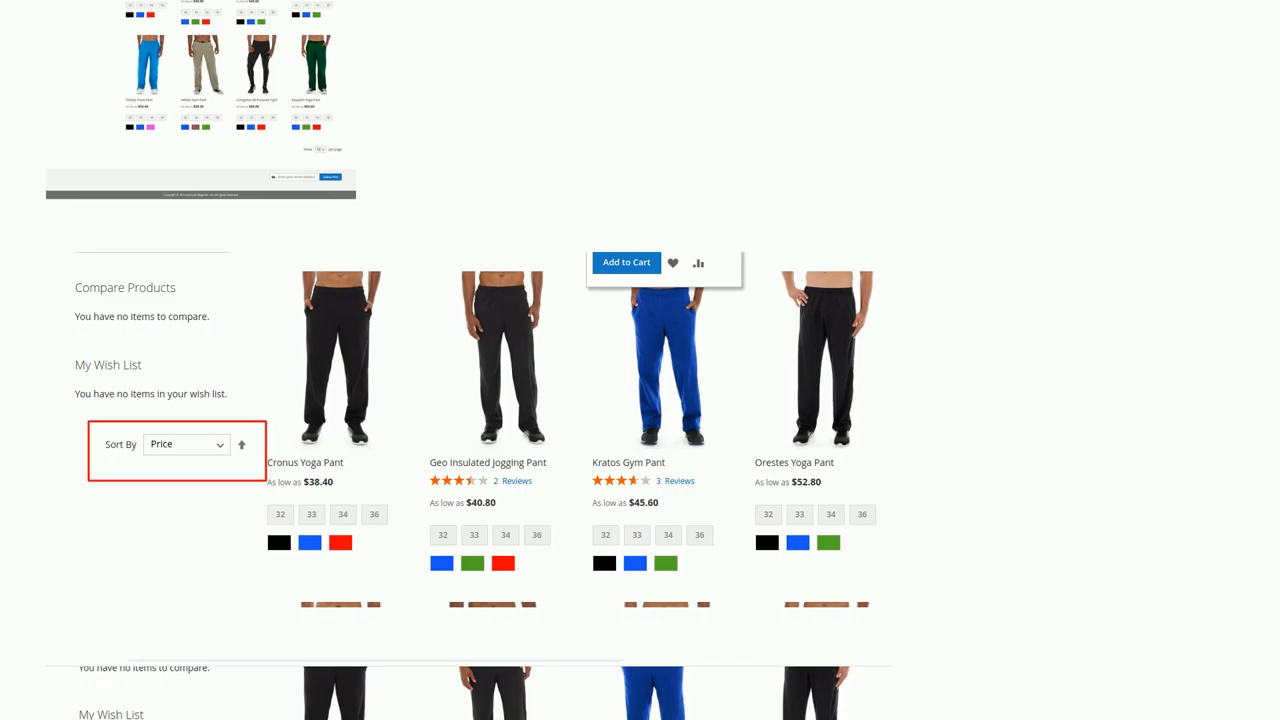 Show per page
Compare Products
You have no items to compare.
My Wish List
You have no items in your wish list.
Sort By Price
Add to Cart
Cronus Yoga Pant
As low as $38.40
32 33 34 36
Geo Insulated Jogging Pant
2 Reviews
As low as $40.80
32 33 34 36
Kratos Gym Pant
3 Reviews
As low as $45.60
32 33 34 36
Orestes Yoga Pant
As low as $52.80
32 33 34 36
You have no items to compare.
My Wish List